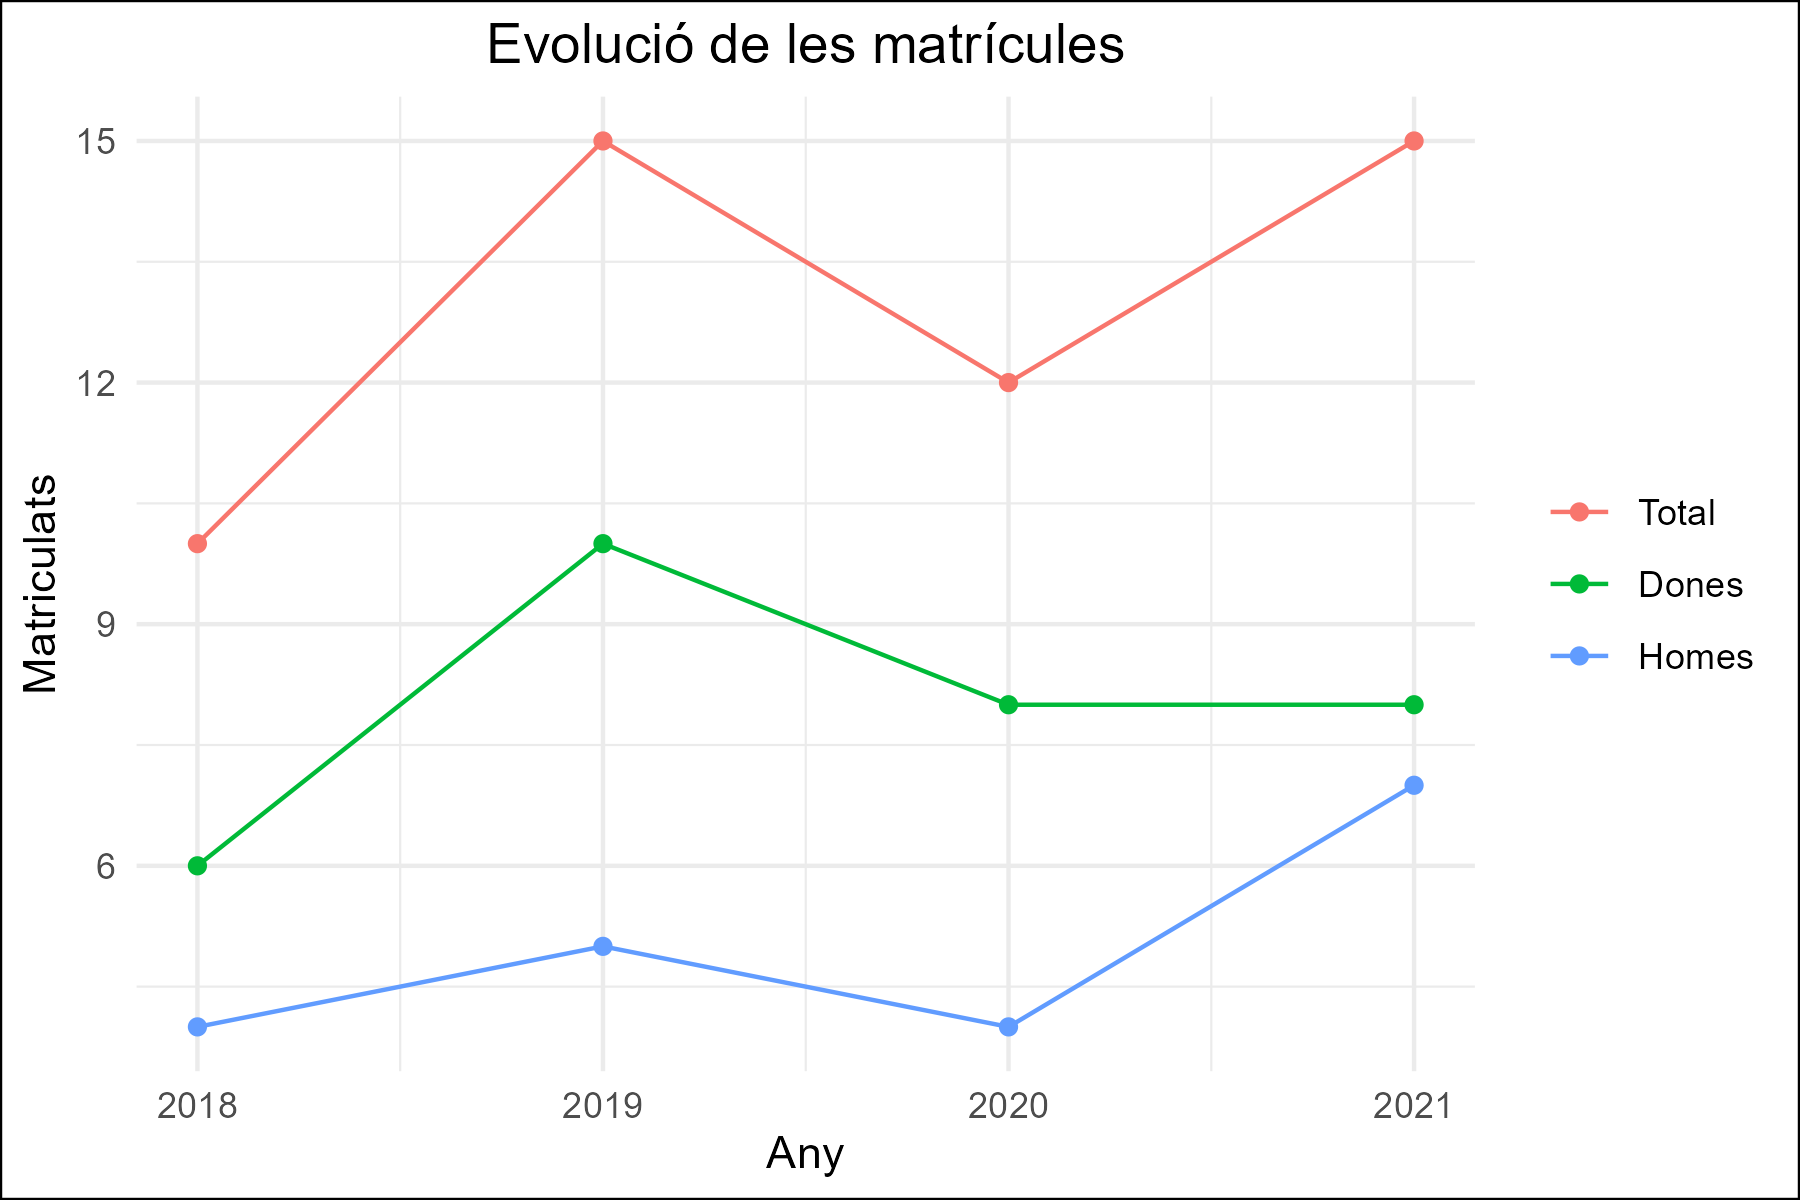 Evolució de les matrícules
15
12
9
6
Matriculats
2018
2019
2020
2021
Any
Total
Dones
Homes